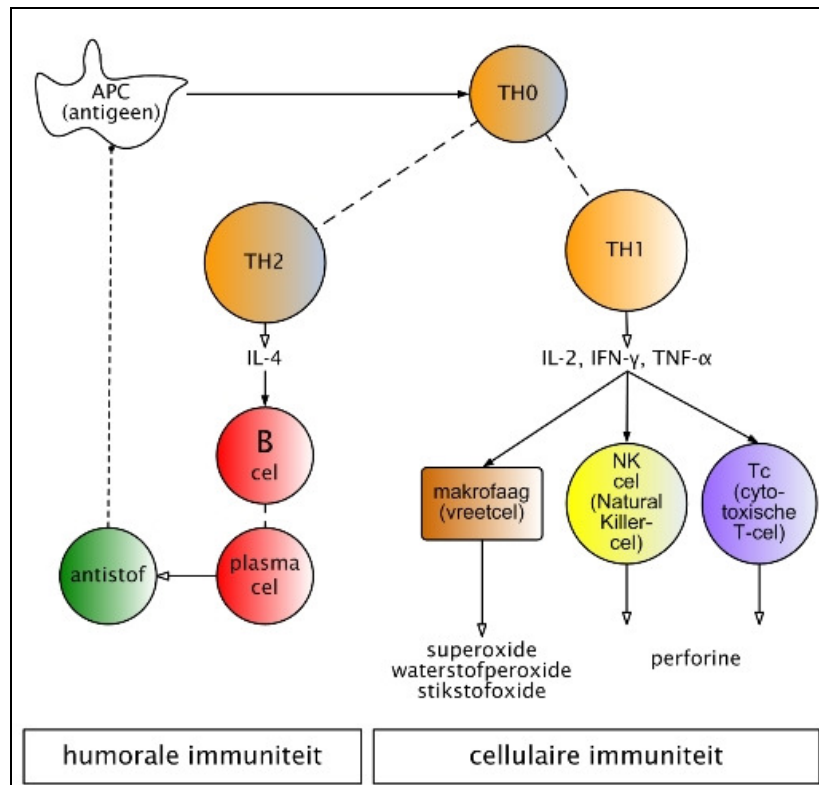 APC
(antigeen)
TH0
TH2
TH1
IL-4
IL-2, IFN-γ, TNF-α
B
cel
makrofaag
(vreetcel)
NK
cel
(Natural
Killer-
cel)
Tc
(cyto-
toxische
T-cel)
antistof
plasma
cel
superoxide
waterstofperoxide
stikstofoxide
perforine
humorale immuniteit
cellulaire immuniteit